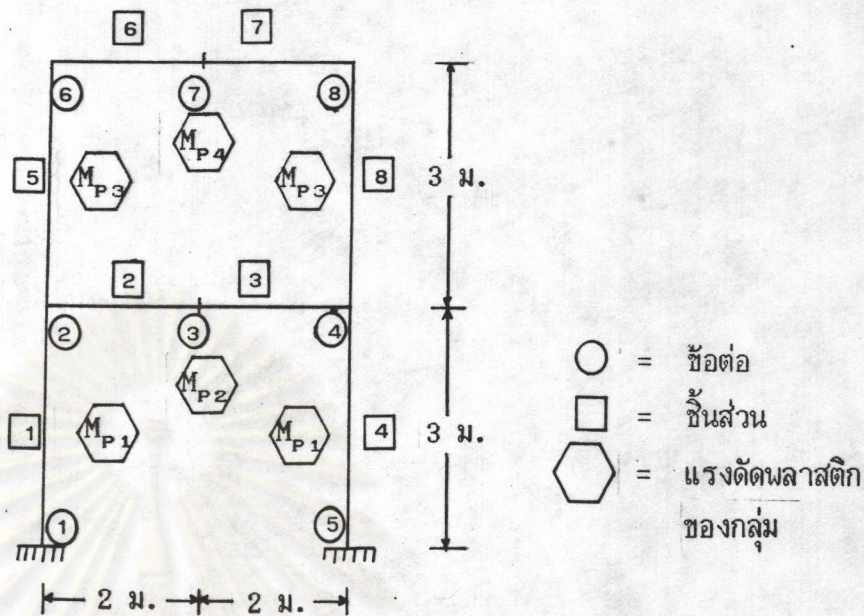 6 7
6 7 8
M P4
5 M P3 M P3 8
3 ม.
2 3
2 3 4
M P2
1 M P1 M P1 4
3 ม.
1 5
2 ม. 2 ม.
= ข้อต่อ
= ชิ้นส่วน
= แรงดัดพลาสติก
ของกลุ่ม